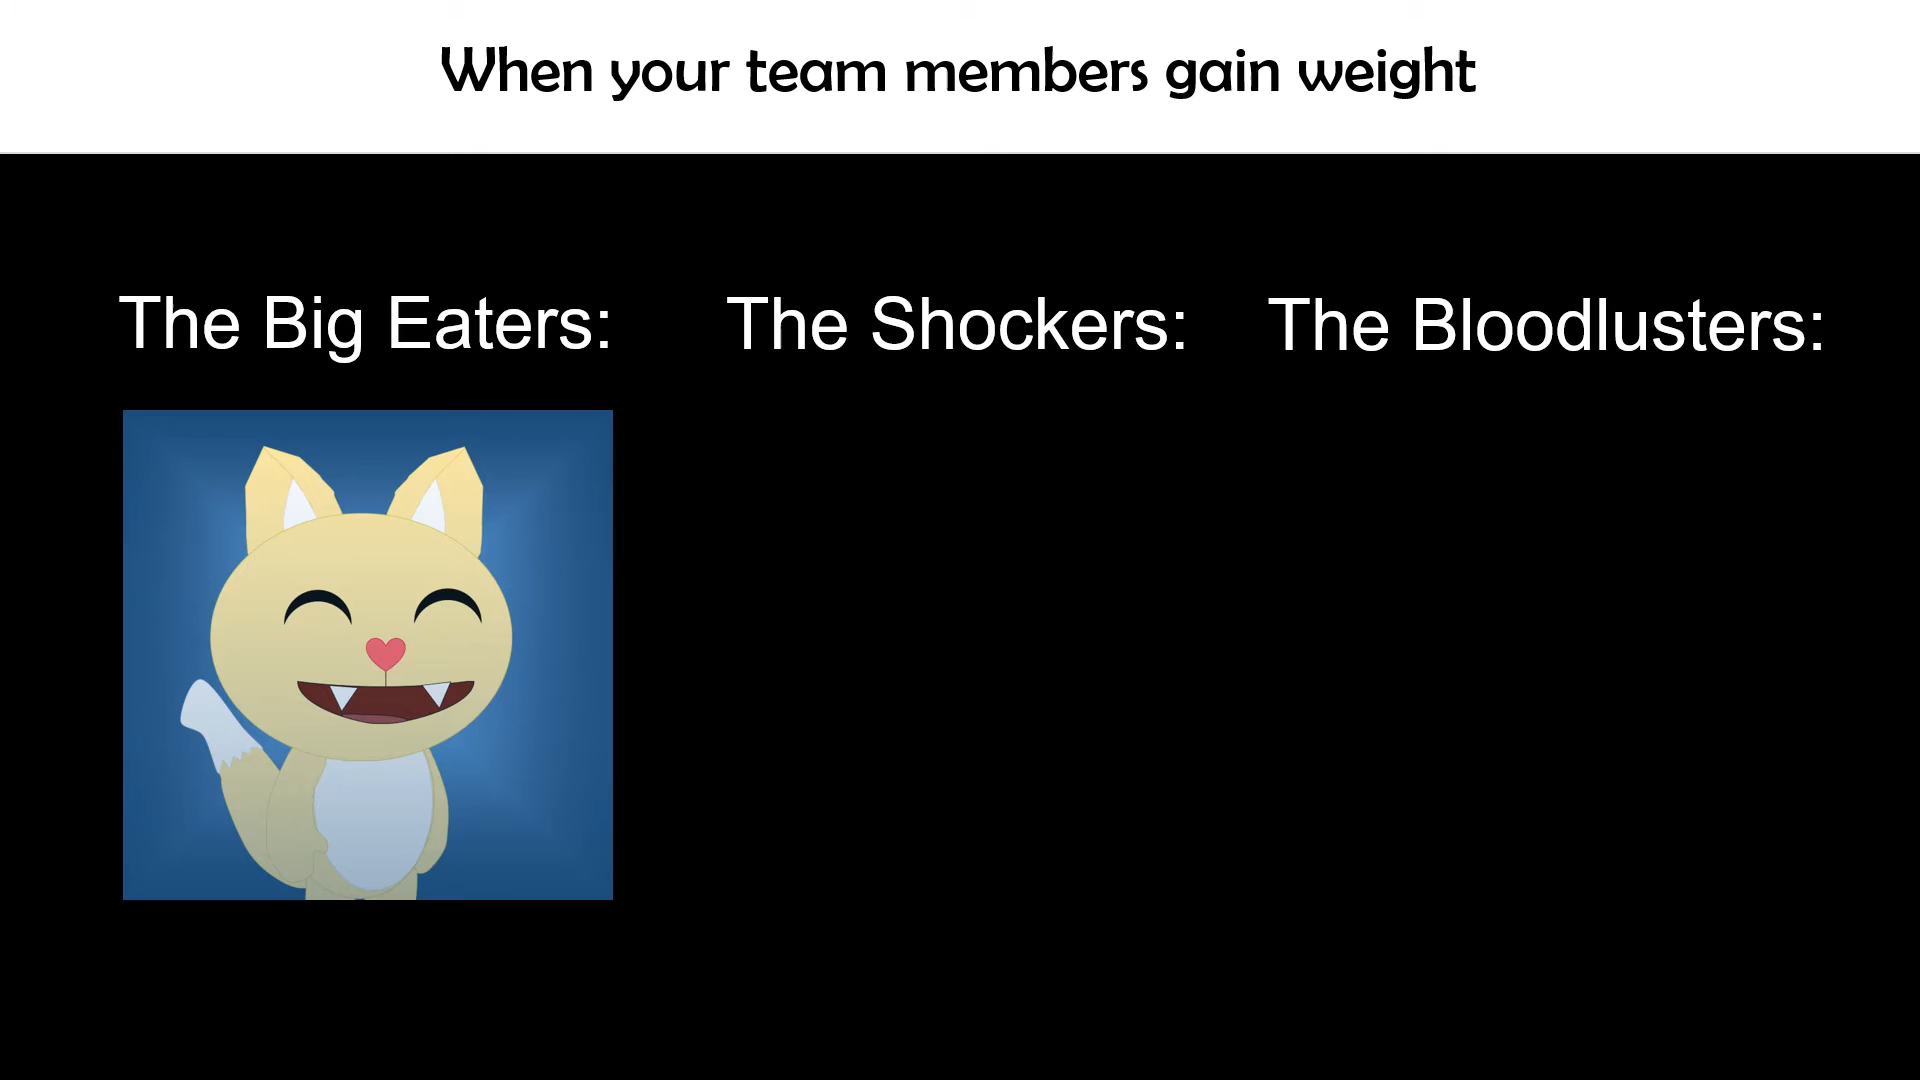 When your team members gain weight
The Big Eaters:
The Shockers:
The Bloodlusters: